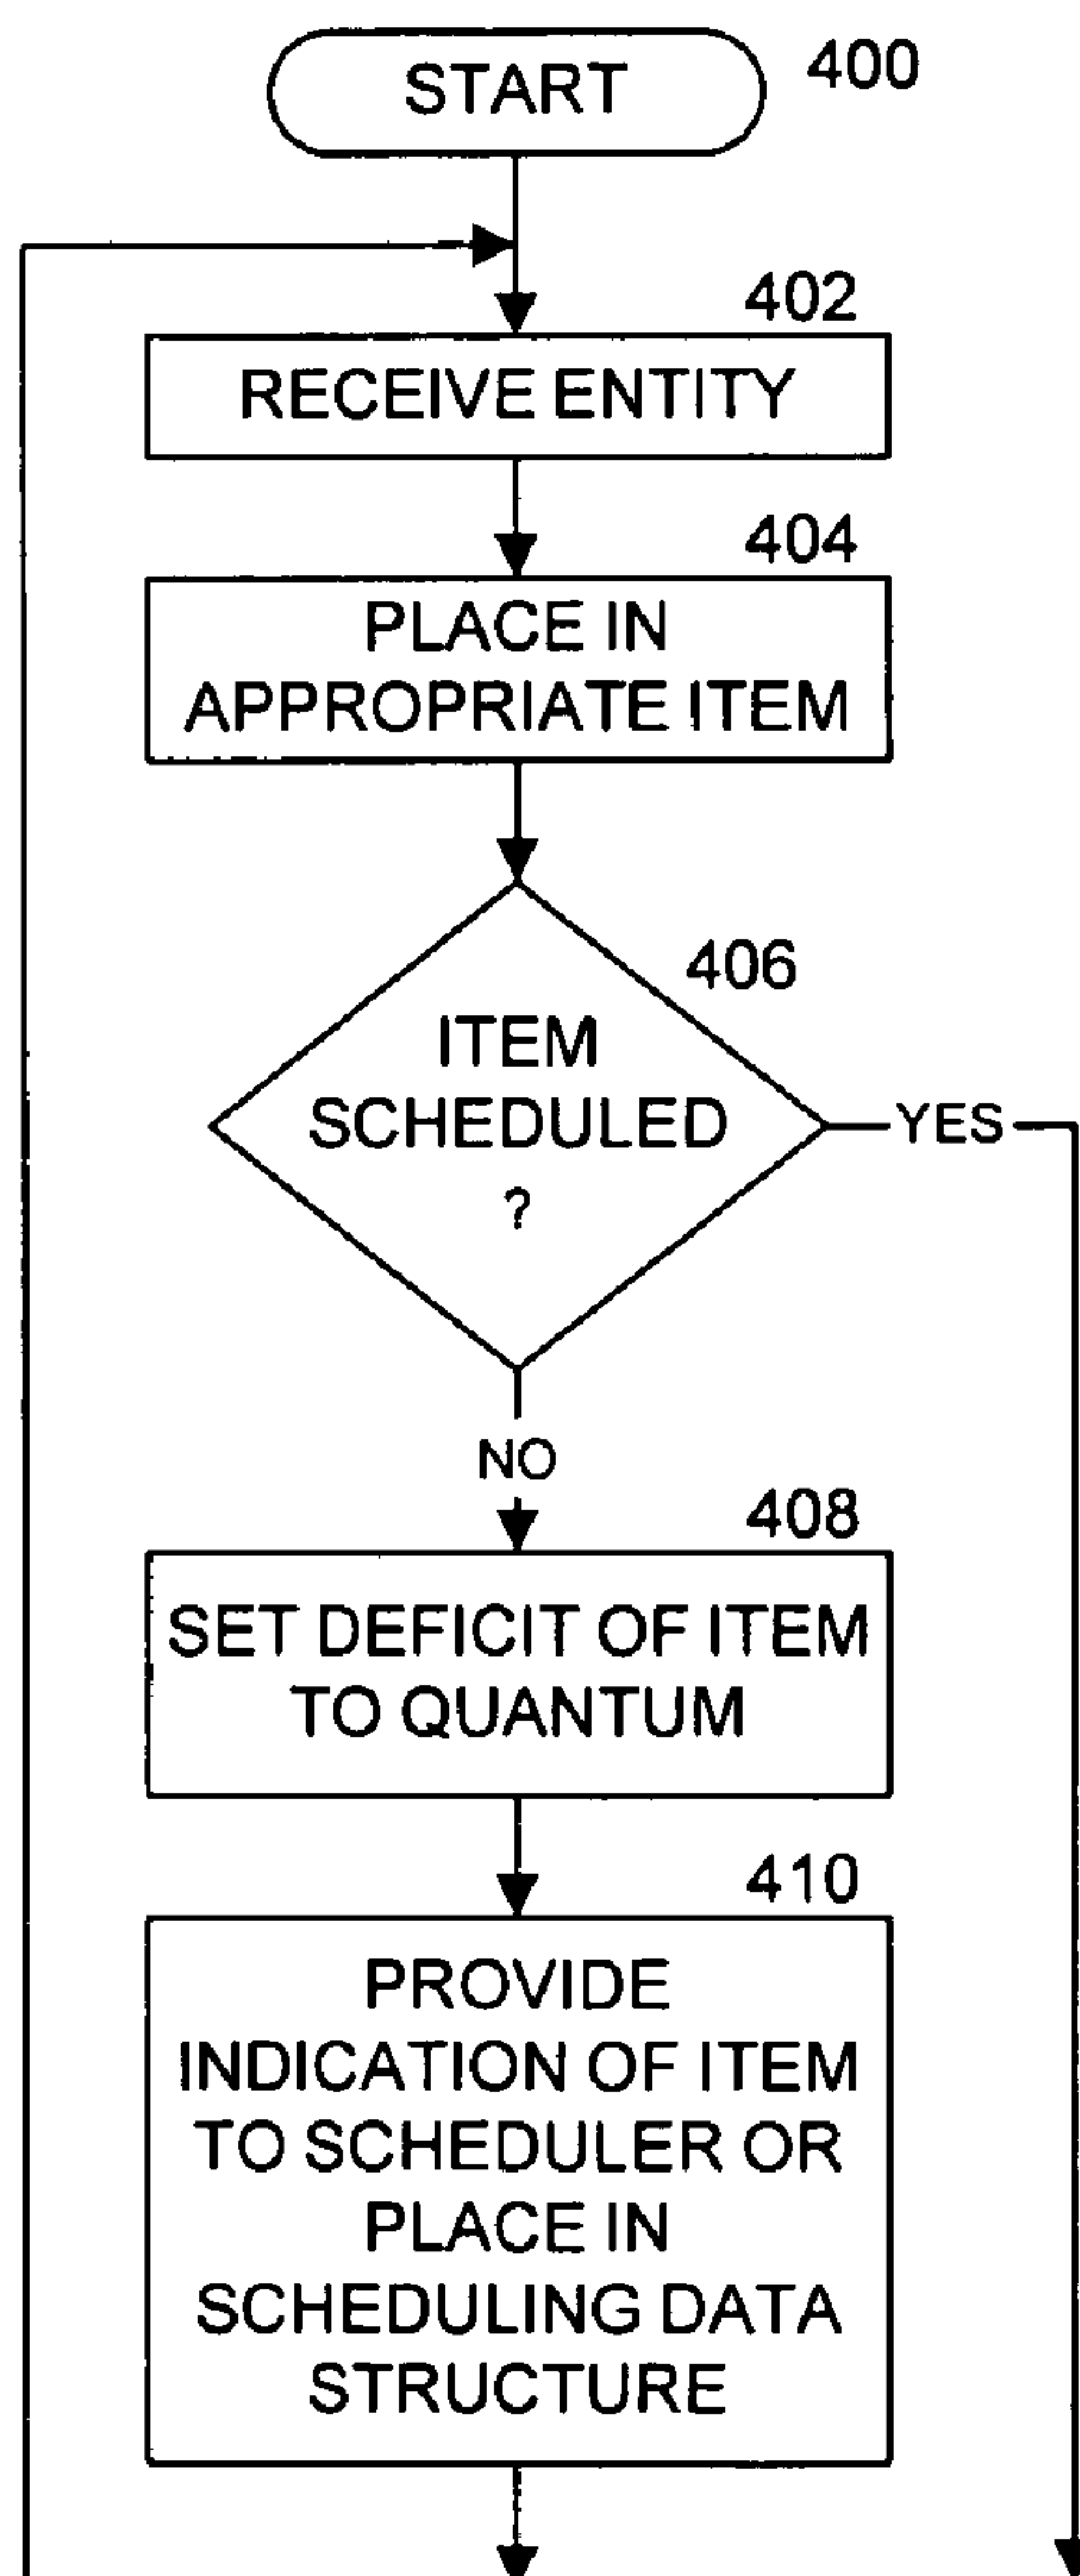 START
400
402
RECEIVE ENTITY
404
PLACE IN
APPROPRIATE ITEM
406
ITEM
SCHEDULED
?
YES
NO
408
SET DEFICIT OF ITEM
TO QUANTUM
410
PROVIDE
INDICATION OF ITEM
TO SCHEDULER OR
PLACE IN
SCHEDULING DATA
STRUCTURE